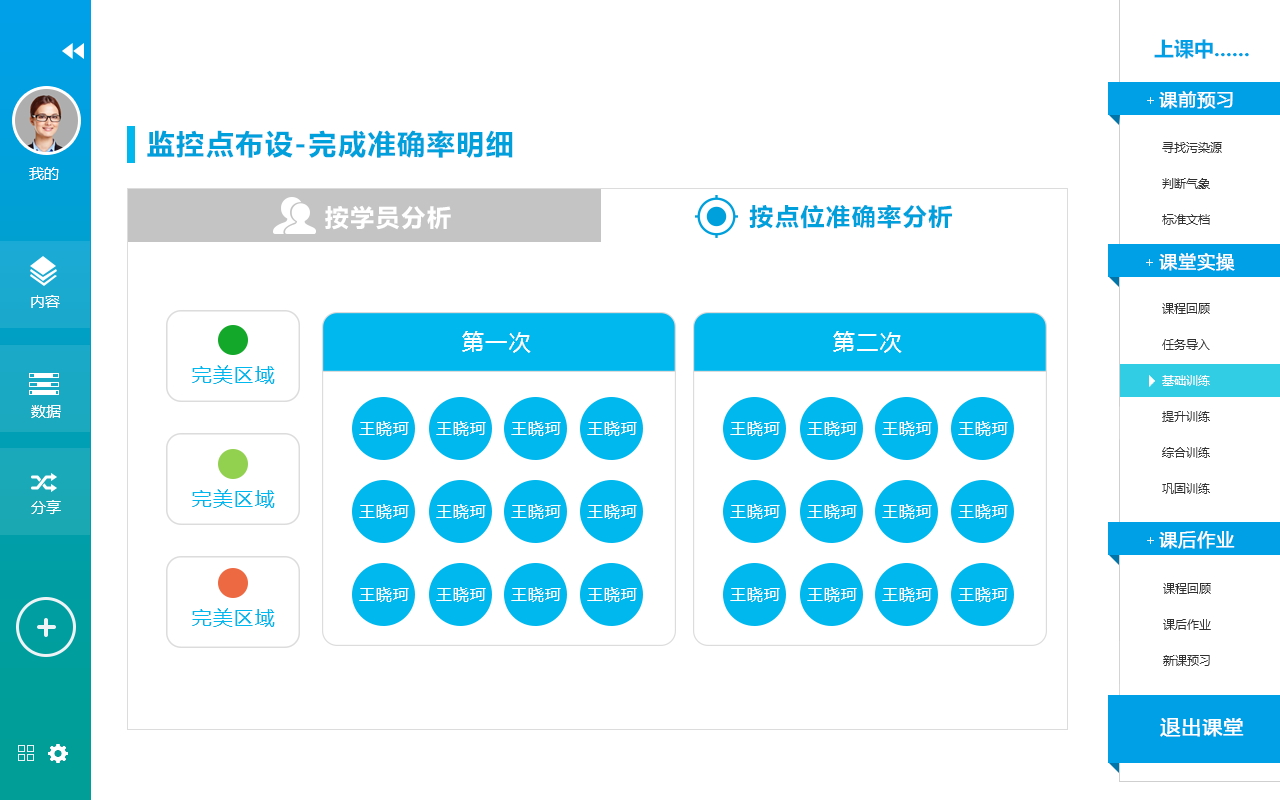 我的
内容
数据
分享
监控点布设-完成准确率明细
按学员分析
按点位准确率分析
完美区域
完美区域
完美区域
第一次
王晓珂 王晓珂 王晓珂 王晓珂
王晓珂 王晓珂 王晓珂 王晓珂
王晓珂 王晓珂 王晓珂 王晓珂
第二次
王晓珂 王晓珂 王晓珂 王晓珂
王晓珂 王晓珂 王晓珂 王晓珂
王晓珂 王晓珂 王晓珂 王晓珂
上课中......
+ 课前预习
寻找污染源
判断气象
标准文档
+ 课堂实操
课程回顾
任务导入
基础训练
提升训练
综合训练
巩固训练
+ 课后作业
课程回顾
课后作业
新课预习
退出课堂